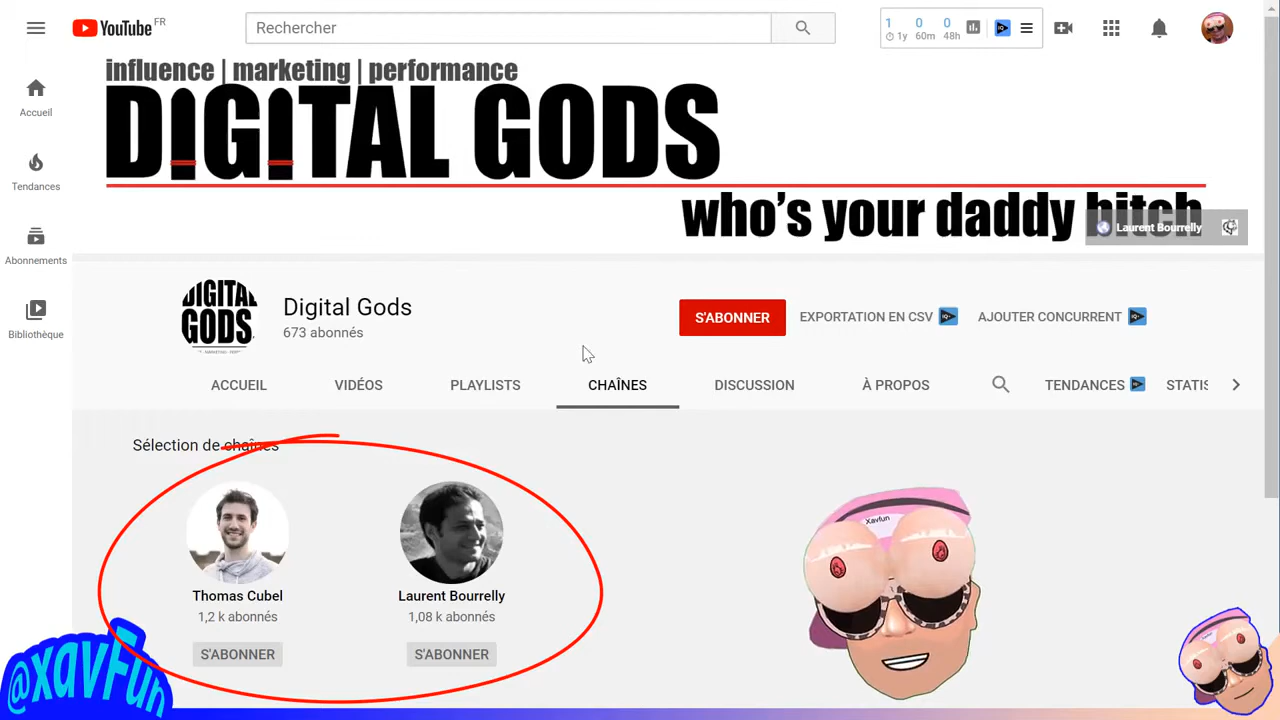 YouTube FR
Rechercher
1 0 0
1y 60m 48h
Accueil
Tendances
Abonnements
Bibliothèque
influence | marketing | performance
DIGITAL GODS
who's your daddy bitch
Laurent Bourrelly
DIGITAL
GODS
Digital Gods
673 abonnés
S'ABONNER
EXPORTATION EN CSV
AJOUTER CONCURRENT
ACCUEIL
VIDÉOS
PLAYLISTS
CHAÎNES
DISCUSSION
À PROPOS
TENDANCES
STATIS
Sélection de chaînes
Thomas Cubel
1,2 k abonnés
S'ABONNER
Laurent Bourrelly
1,08 k abonnés
S'ABONNER
Xavfun
@xavFun